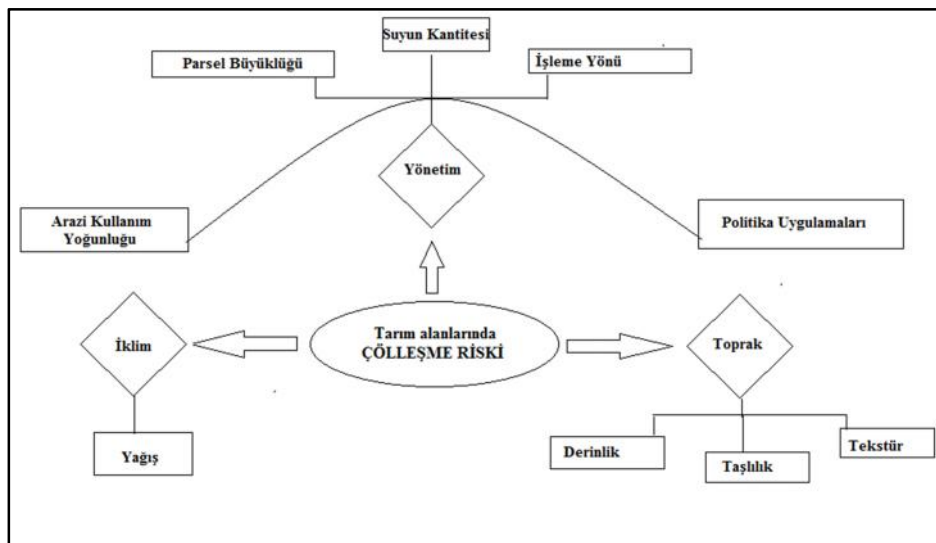 Suyun Kantitesi
Parsel Büyüklüğü
İşleme Yönü
Yönetim
Arazi Kullanım
Yoğunluğu
Politika Uygulamaları
İklim
Tarım alanlarında
ÇÖLLEŞME RİSKİ
Toprak
Yağış
Derinlik
Taşlılık
Tekstür